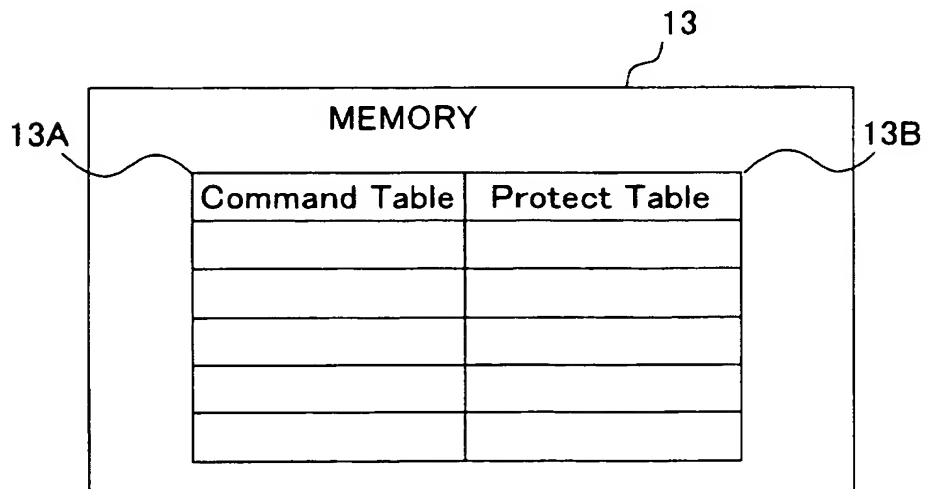 13
MEMORY
13A
13B
Command Table
Protect Table